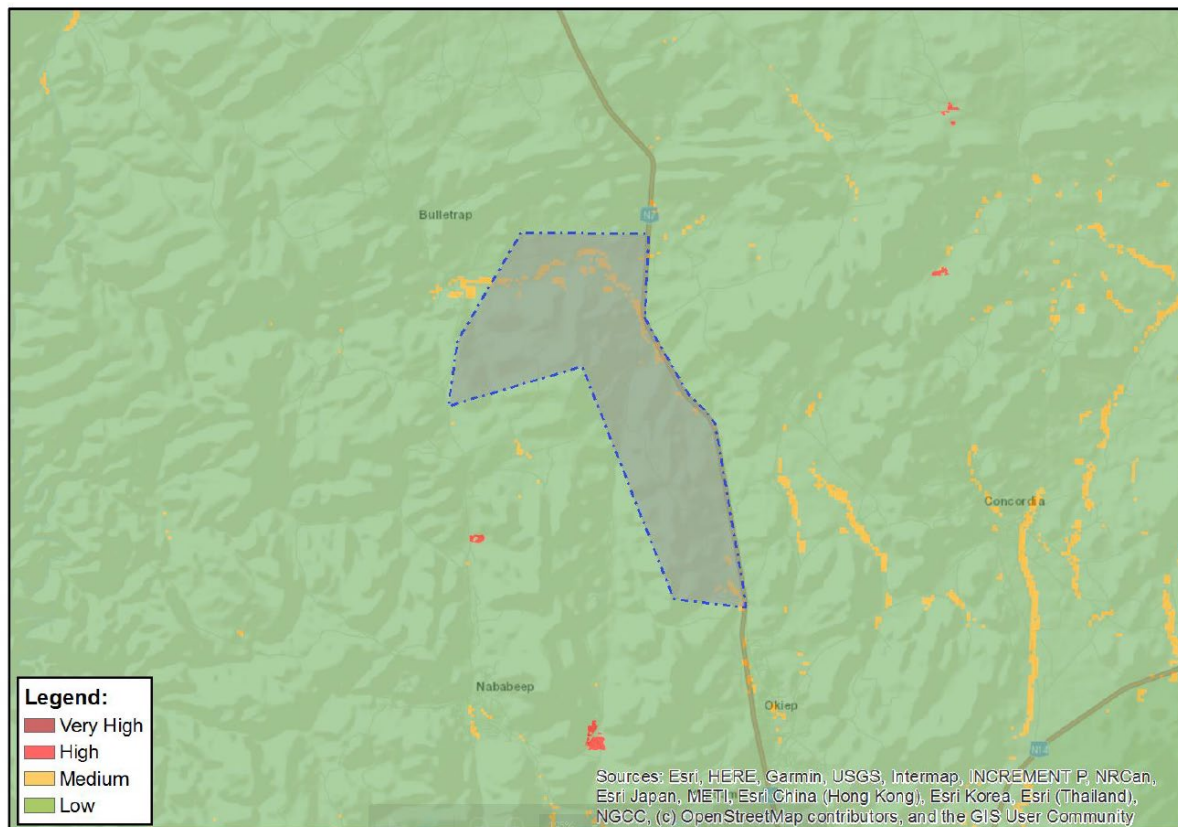 N7
Bulletrap
Concordia
Nababeep
Okiep
N14
Legend:
Very High
High
Medium
Low
Sources: Esri, HERE, Garmin, USGS, Intermap, INCREMENT P, NRCan,
Esri Japan, METI, Esri China (Hong Kong), Esri Korea, Esri (Thailand),
NGCC, (c) OpenStreetMap contributors, and the GIS User Community